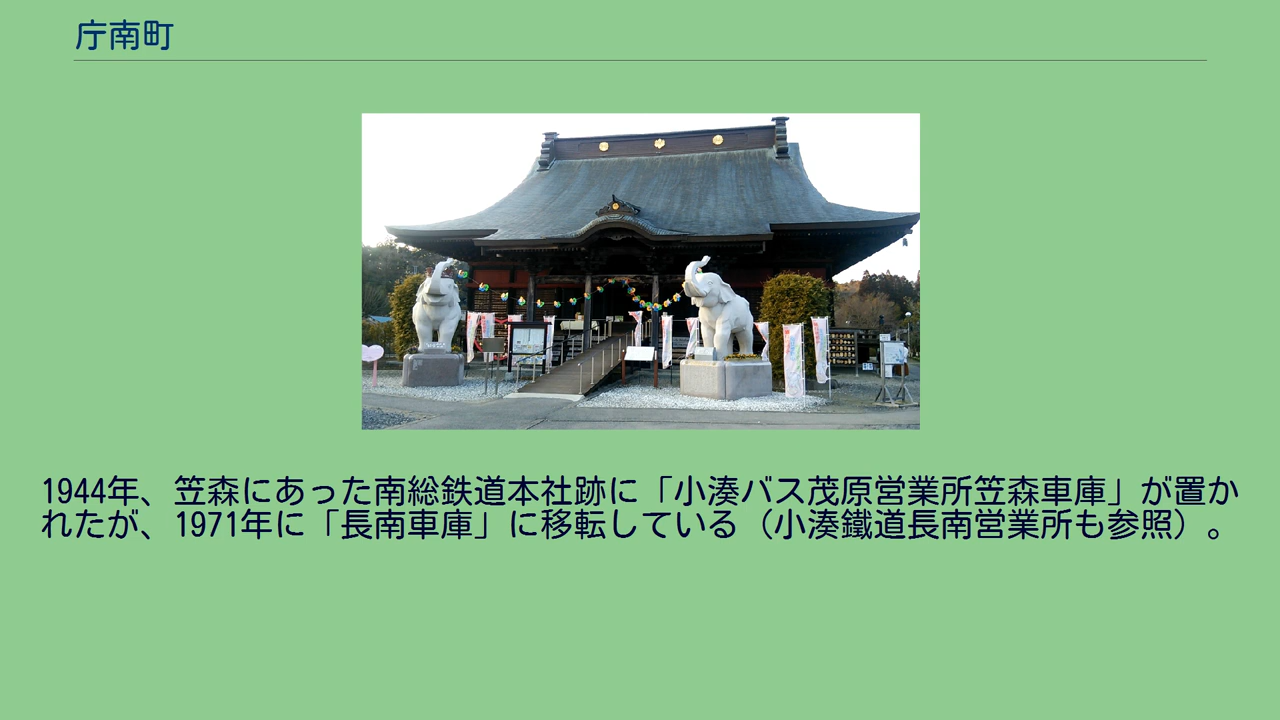 庁南町
1944年、笠森にあった南総鉄道本社跡に「小湊バス茂原営業所笠森車庫」が置か
れたが、1971年に「長南車庫」に移転している（小湊鐵道長南営業所も参照）。